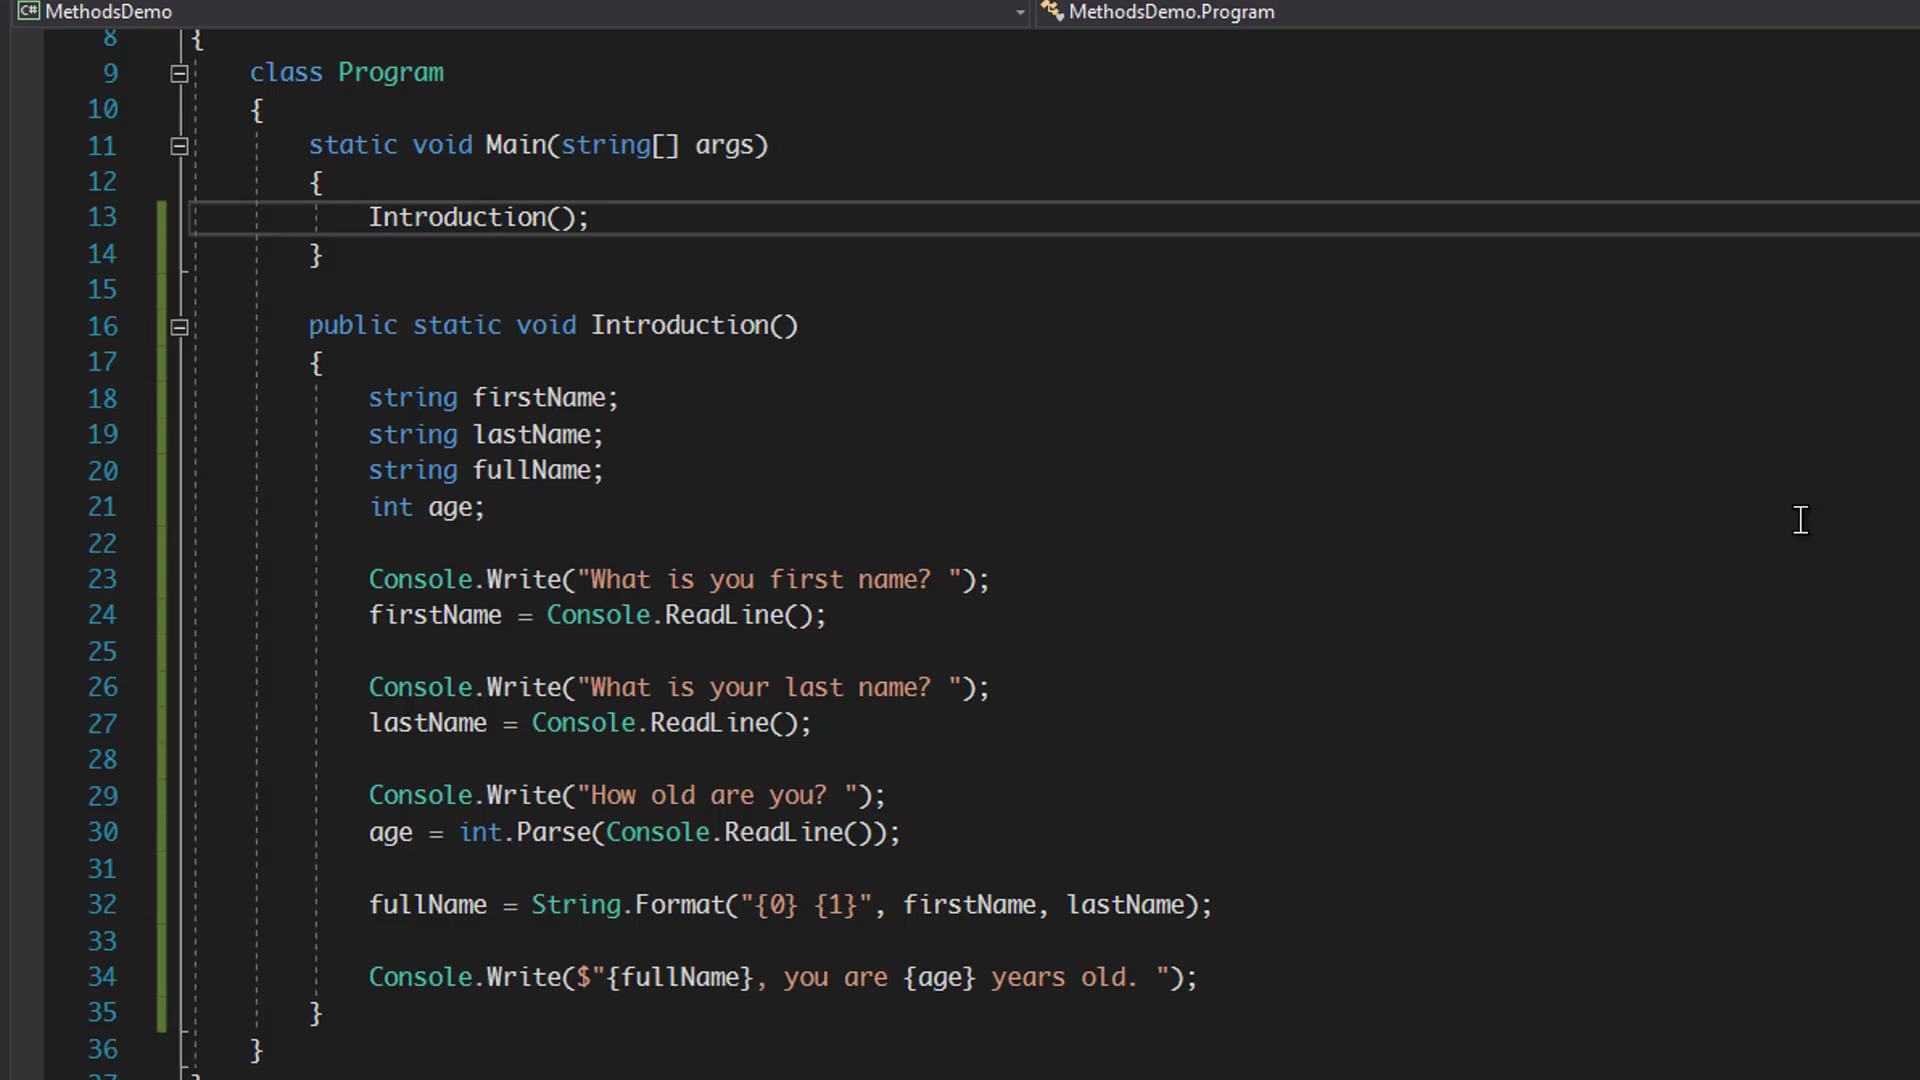 C# MethodsDemo MethodsDemo.Program
8 {
9 class Program
10 {
11 static void Main(string[] args)
12 {
13 Introduction();
14 }
15
16 public static void Introduction()
17 {
18 string firstName;
19 string lastName;
20 string fullName;
21 int age;
22
23 Console.Write("What is you first name? ");
24 firstName = Console.ReadLine();
25
26 Console.Write("What is your last name? ");
27 lastName = Console.ReadLine();
28
29 Console.Write("How old are you? ");
30 age = int.Parse(Console.ReadLine());
31
32 fullName = String.Format("{0} {1}", firstName, lastName);
33
34 Console.Write($"{fullName}, you are {age} years old. ");
35 }
36 }